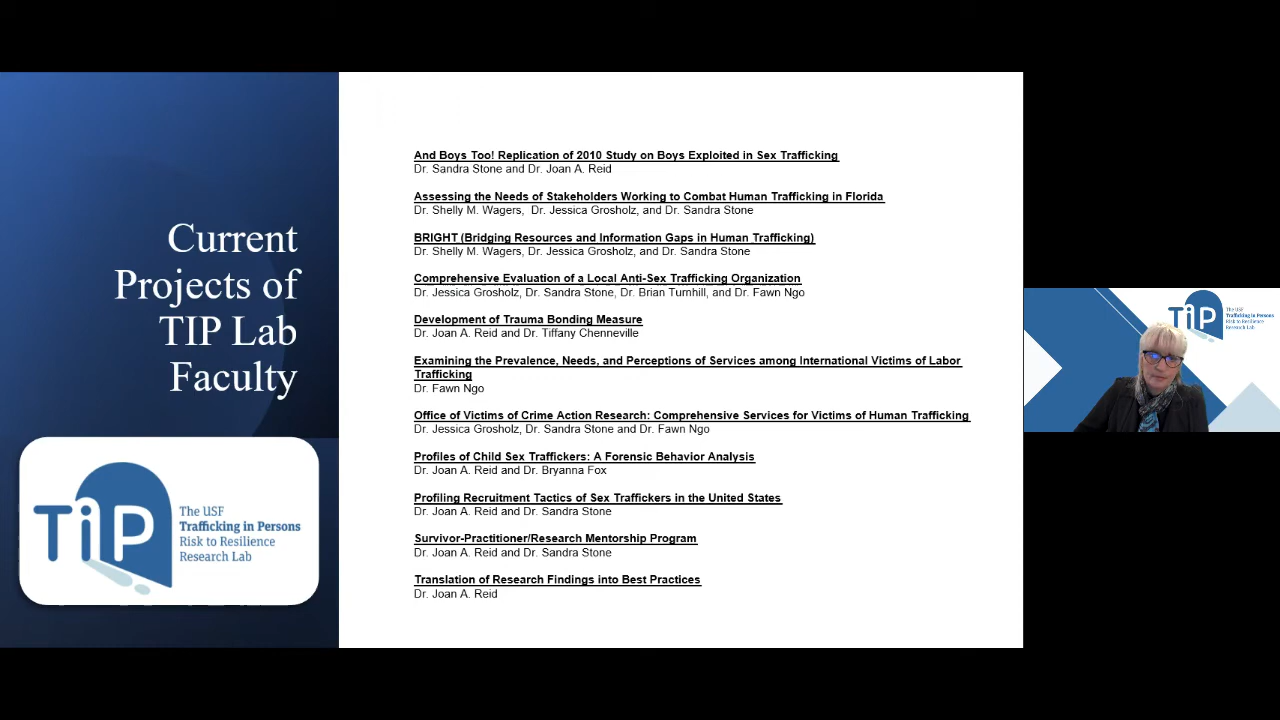 Current
Projects of
TIP Lab
Faculty
TiP
The USF
Trafficking in Persons
Risk to Resilience
Research Lab
And Boys Too! Replication of 2010 Study on Boys Exploited in Sex Trafficking
Dr. Sandra Stone and Dr. Joan A. Reid
Assessing the Needs of Stakeholders Working to Combat Human Trafficking in Florida
Dr. Shelly M. Wagers, Dr. Jessica Grosholz, and Dr. Sandra Stone
BRIGHT (Bridging Resources and Information Gaps in Human Trafficking)
Dr. Shelly M. Wagers, Dr. Jessica Grosholz, and Dr. Sandra Stone
Comprehensive Evaluation of a Local Anti-Sex Trafficking Organization
Dr. Jessica Grosholz, Dr. Sandra Stone, Dr. Brian Turnhill, and Dr. Fawn Ngo
Development of Trauma Bonding Measure
Dr. Joan A. Reid and Dr. Tiffany Chenneville
Examining the Prevalence, Needs, and Perceptions of Services among International Victims of Labor
Trafficking
Dr. Fawn Ngo
Office of Victims of Crime Action Research: Comprehensive Services for Victims of Human Trafficking
Dr. Jessica Grosholz, Dr. Sandra Stone and Dr. Fawn Ngo
Profiles of Child Sex Traffickers: A Forensic Behavior Analysis
Dr. Joan A. Reid and Dr. Bryanna Fox
Profiling Recruitment Tactics of Sex Traffickers in the United States
Dr. Joan A. Reid and Dr. Sandra Stone
Survivor-Practitioner/Research Mentorship Program
Dr. Joan A. Reid and Dr. Sandra Stone
Translation of Research Findings into Best Practices
Dr. Joan A. Reid
TiP
The USF
Trafficking in Persons
Risk to Resilience
Research Lab